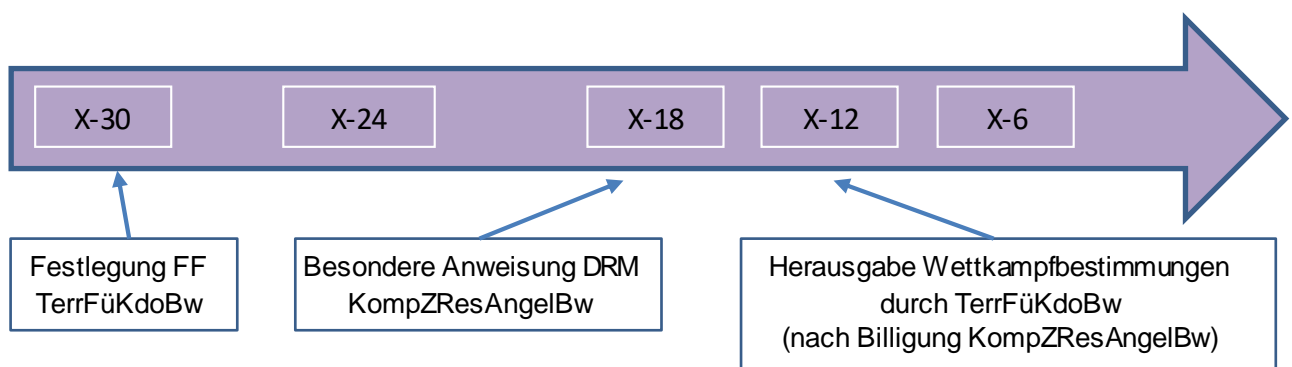 X-30 X-24 X-18 X-12 X-6
Festlegung FF
TerrFüKdoBw
Besondere Anweisung DRM
KompZResAngelBw
Herausgabe Wettkampfbestimmungen
durch TerrFüKdoBw
(nach Billigung KompZResAngelBw)